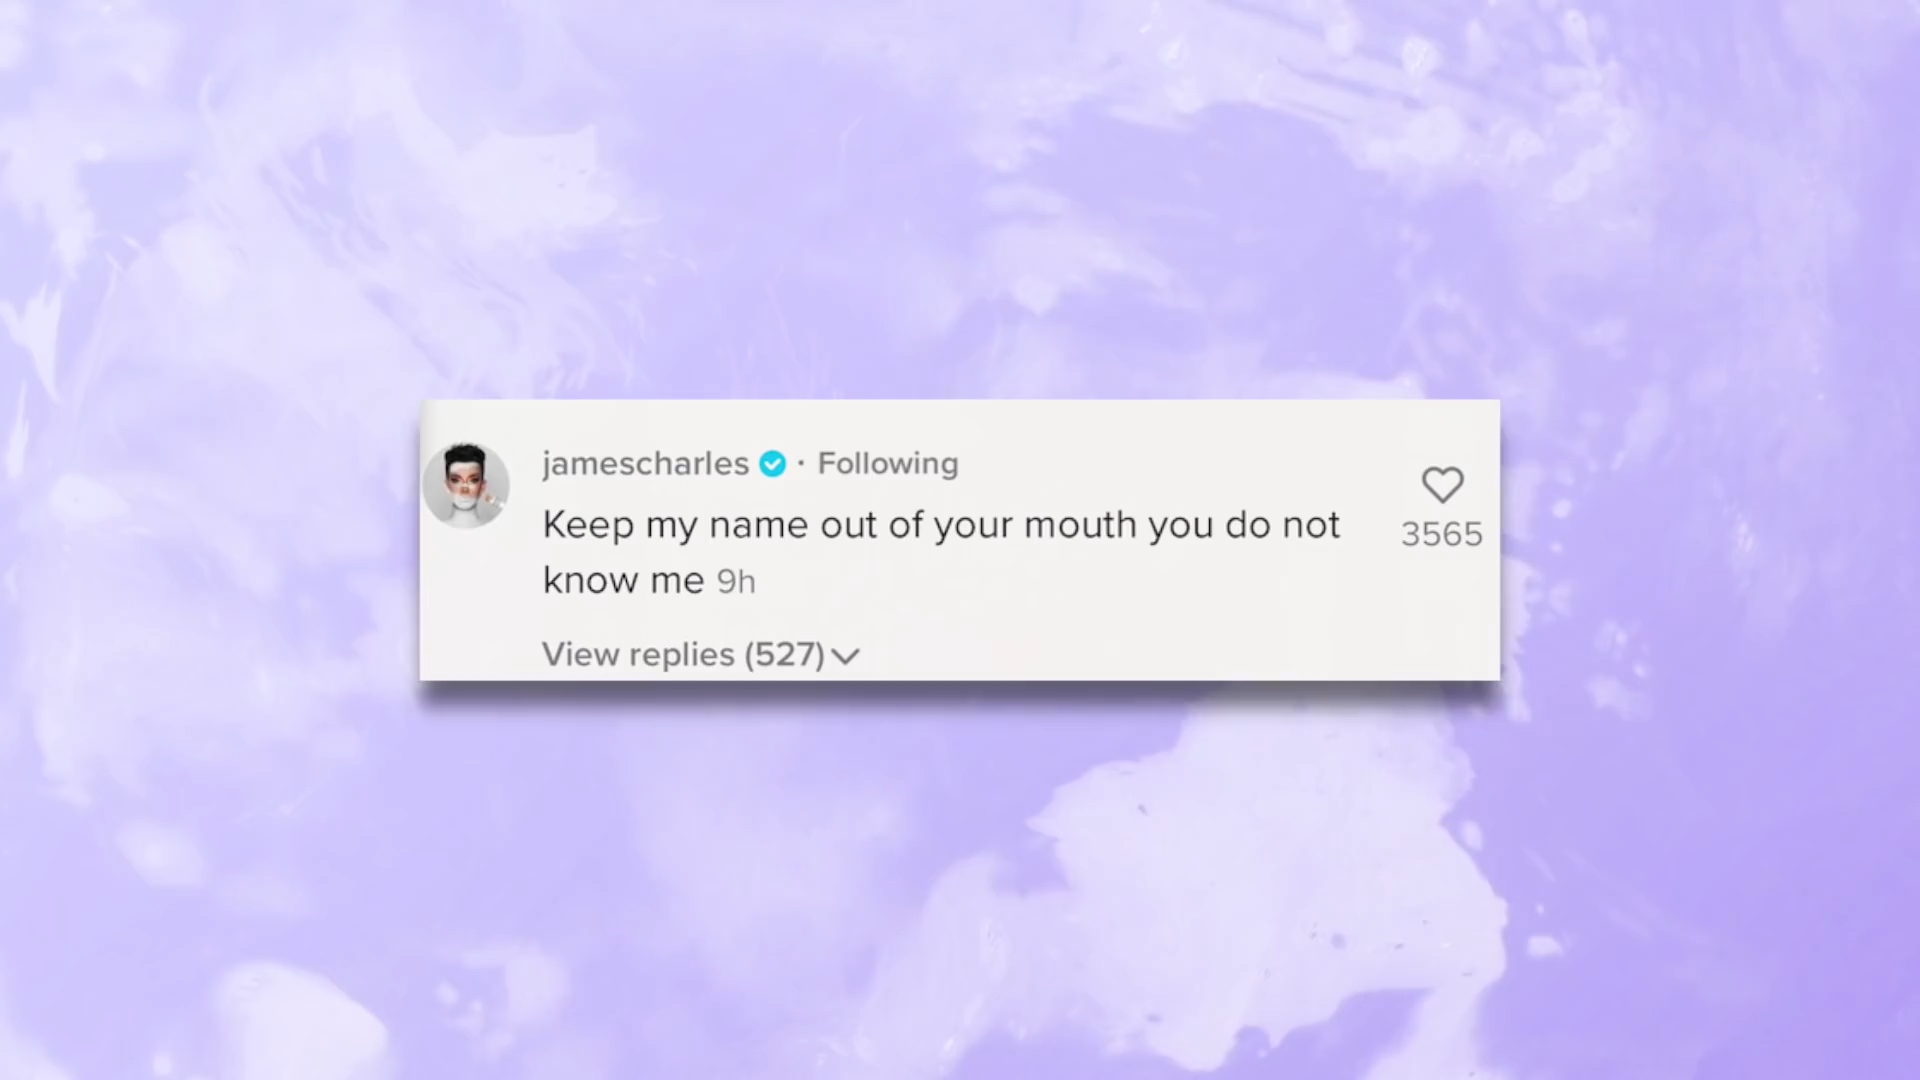 jamescharles · Following
Keep my name out of your mouth you do not
know me 9h
3565
View replies (527)